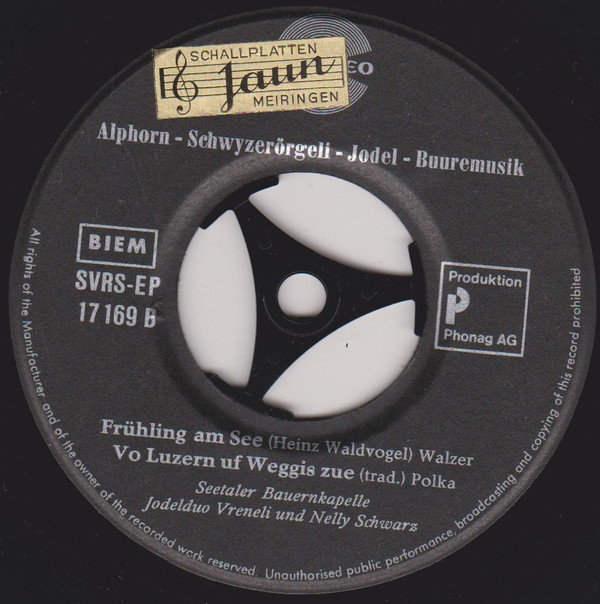 SCHALLPLATTEN
Jaun
MEIRINGEN
Alphorn - Schwyzerörgeli - Jodel - Buuremusik
BIEM
SVRS-EP
17 169 B
Produktion
Phonag AG
Frühling am See (Heinz Waldvogel) Walzer
Vo Luzern uf Weggis zue (trad.) Polka
Seetaler Bauernkapelle
Jodelduo Vreneli und Nelly Schwarz
All rights of the Manufacturer and of the owner of the recorded work reserved. Unauthorised public performance, broadcasting and copying of this record prohibited